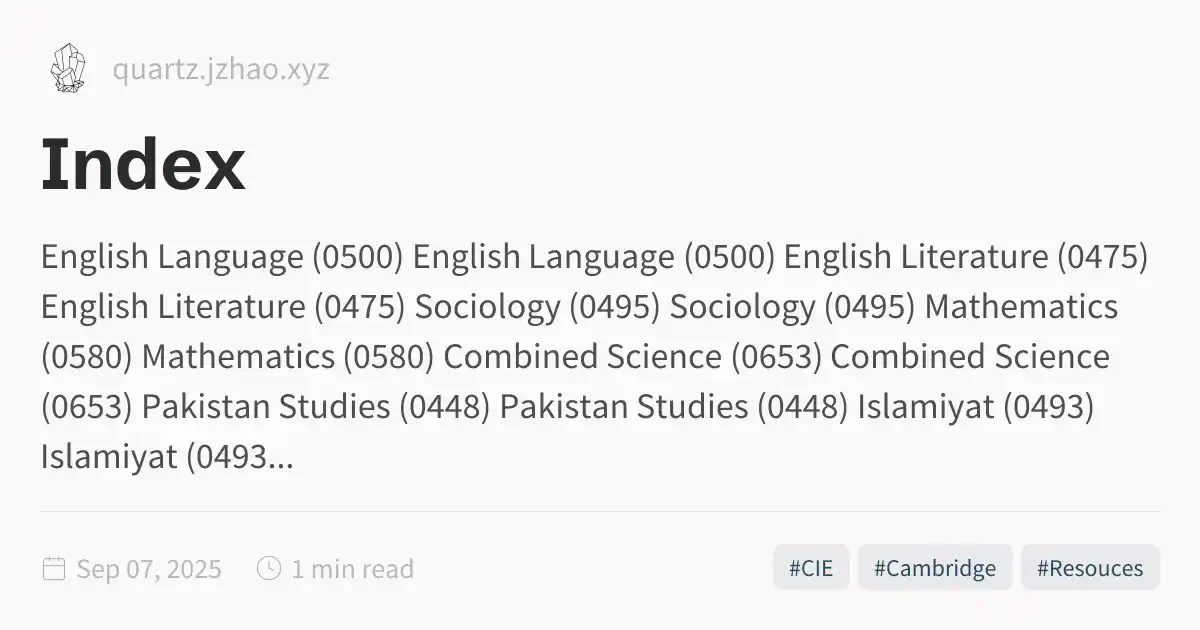 quartz.jzhao.xyz
Index
English Language (0500) English Language (0500) English Literature (0475)
English Literature (0475) Sociology (0495) Sociology (0495) Mathematics
(0580) Mathematics (0580) Combined Science (0653) Combined Science
(0653) Pakistan Studies (0448) Pakistan Studies (0448) Islamiyat (0493)
Islamiyat (0493...
Sep 07, 2025 1 min read #CIE #Cambridge #Resouces